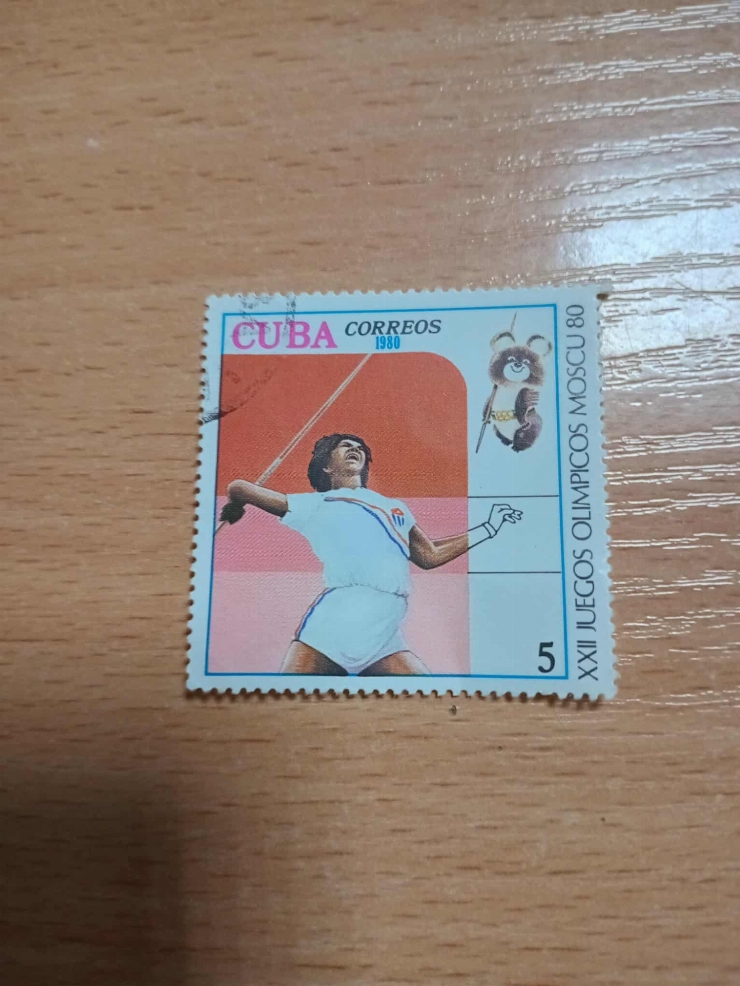 CUBA CORREOS
1980
XXII JUEGOS OLIMPICOS MOSCU 80
5